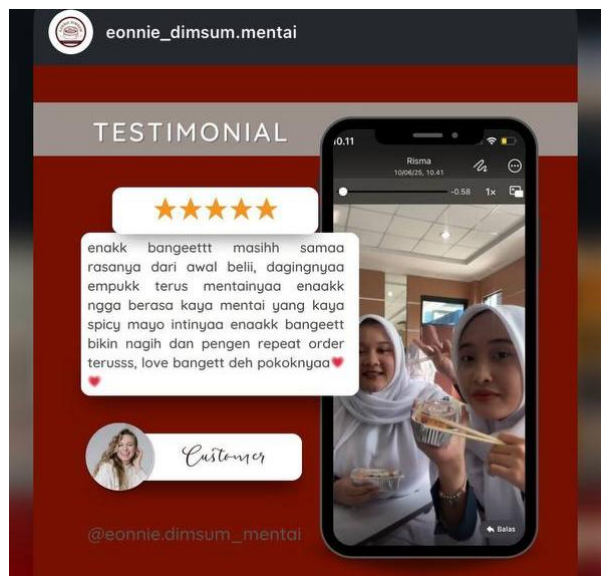 eonnie_dimsum.mentai
TESTIMONIAL
enakk bangeettt masihh samaa
rasanya dari awal belii, dagingnyaa
empukk terus mentainyaa enaakk
ngga berasa kaya mentai yang kaya
spicy mayo intinyaa enaakk bangeett
bikin nagih dan pengen repeat order
terusss, love bangett deh pokoknyaa
Customer
@eonnie.dimsum_mentai
10.11
Risma
10/06/25, 10.41
-0.58 1x
Balas